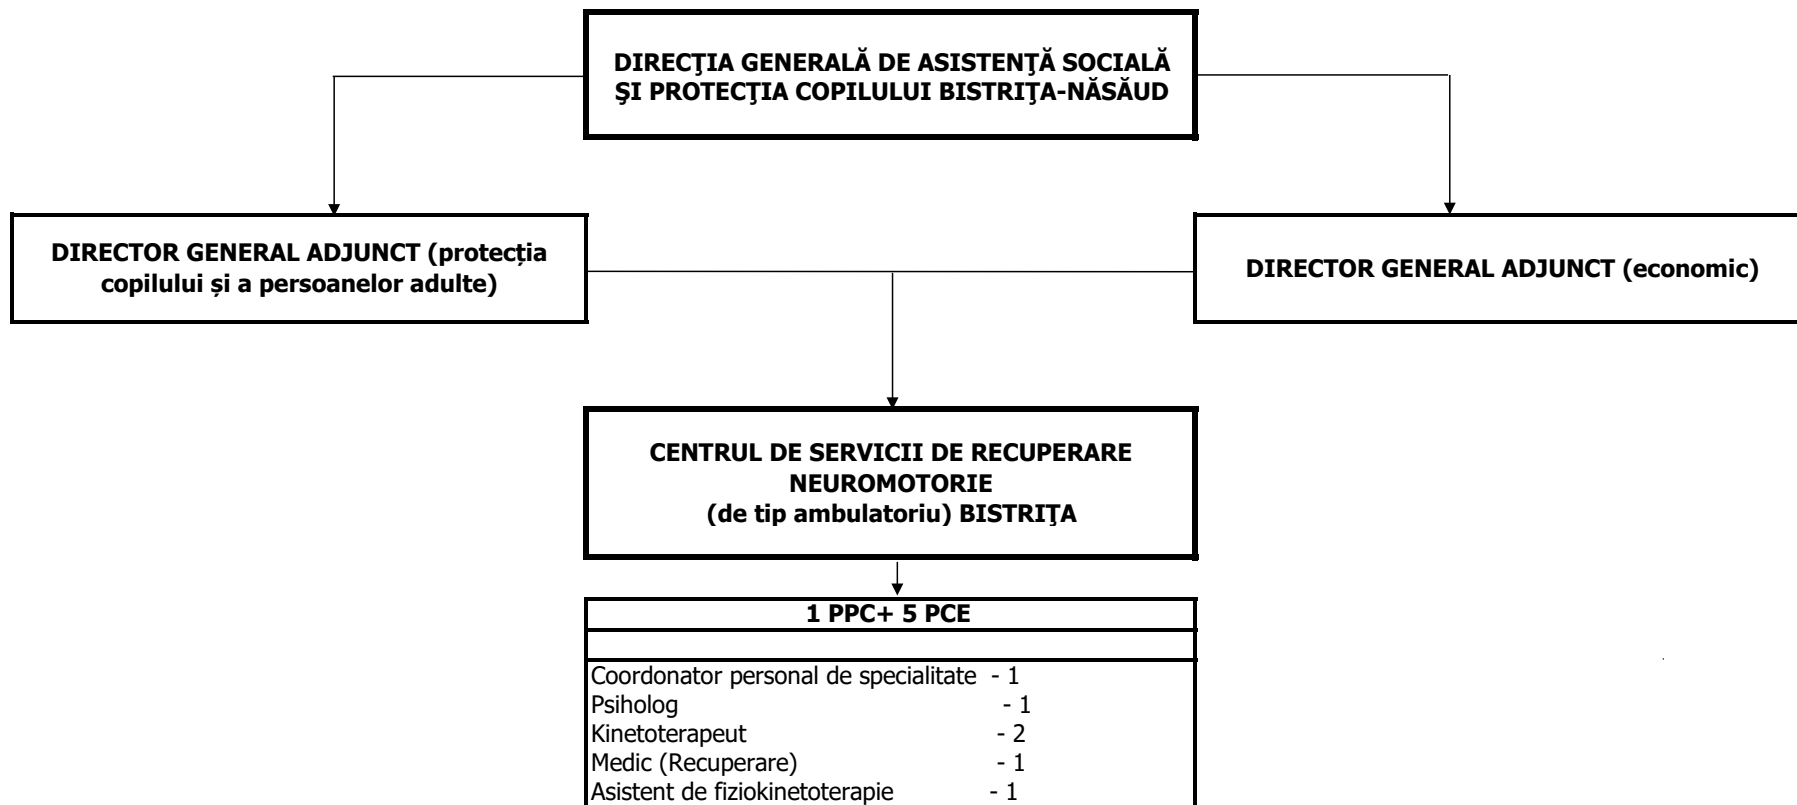 DIRECŢIA GENERALĂ DE ASISTENŢĂ SOCIALĂ
ŞI PROTECŢIA COPILULUI BISTRIŢA-NĂSĂUD
DIRECTOR GENERAL ADJUNCT (protecția
copilului și a persoanelor adulte)
DIRECTOR GENERAL ADJUNCT (economic)
CENTRUL DE SERVICII DE RECUPERARE
NEUROMOTORIE
(de tip ambulatoriu) BISTRIŢA
1 PPC+ 5 PCE
Coordonator personal de specialitate - 1
Psiholog - 1
Kinetoterapeut - 2
Medic (Recuperare) - 1
Asistent de fiziokinetoterapie - 1